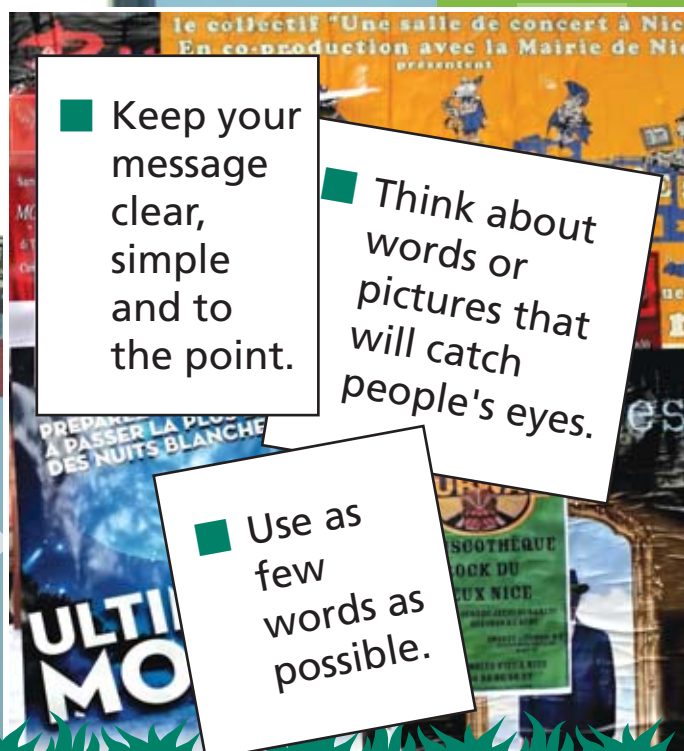 le collectif "Une salle de concert à Nic
En co-production avec la Mairie de Nic
présentent
Keep your
message
clear,
simple
and to
the point.
Think about
words or
pictures that
will catch
people's eyes.
À PASSER LA PLUS
DES NUITS BLANCHE
Use as
few
words as
possible.
ULTI
MO
SCOTHÈQUE
OCK DU
UX NICE
es